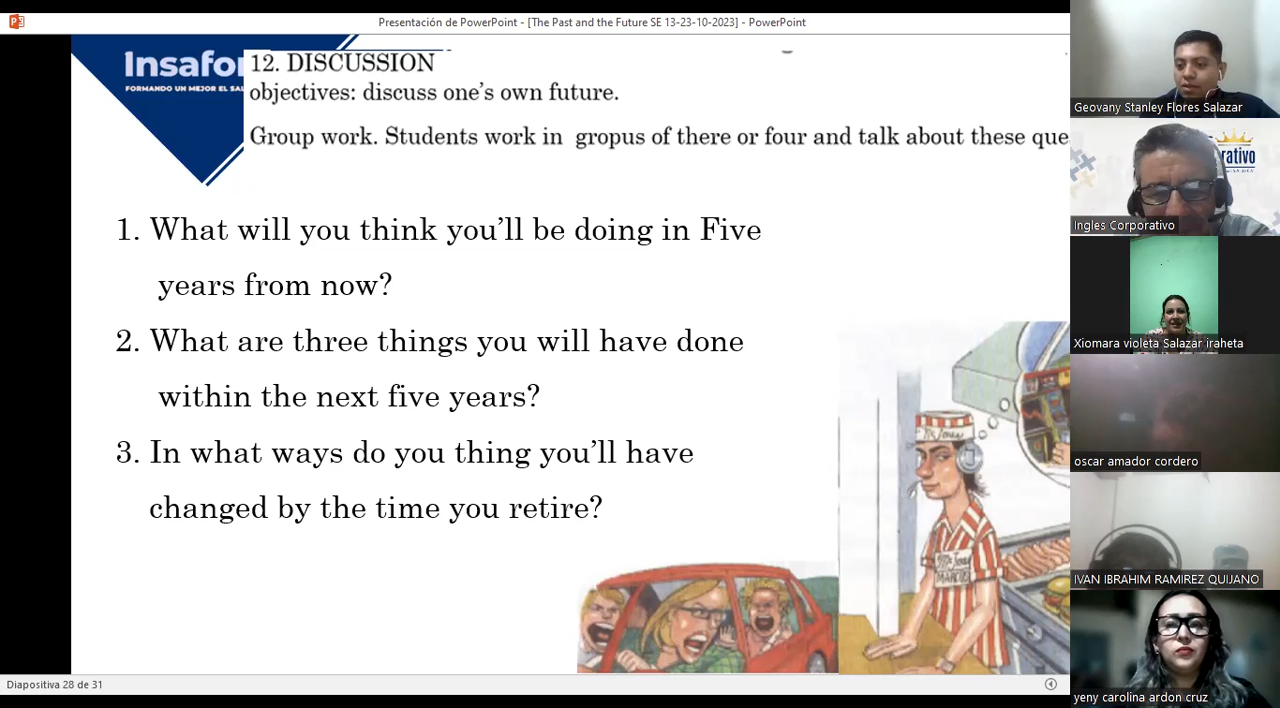 Presentación de PowerPoint - [The Past and the Future SE 13-23-10-2023] - PowerPoint
Insafo
FORMANDO UN MEJOR EL SAL
12. DISCUSSION
objectives: discuss one's own future.
Group work. Students work in gropus of there or four and talk about these que
1. What will you think you'll be doing in Five
years from now?
2. What are three things you will have done
within the next five years?
3. In what ways do you thing you'll have
changed by the time you retire?
Diapositiva 28 de 31
Geovany Stanley Flores Salazar
rativo
Ingles Corporativo
Xiomara violeta Salazar iraheta
oscar amador cordero
IVAN IBRAHIM RAMIREZ QUIJANO
yeny carolina ardon cruz